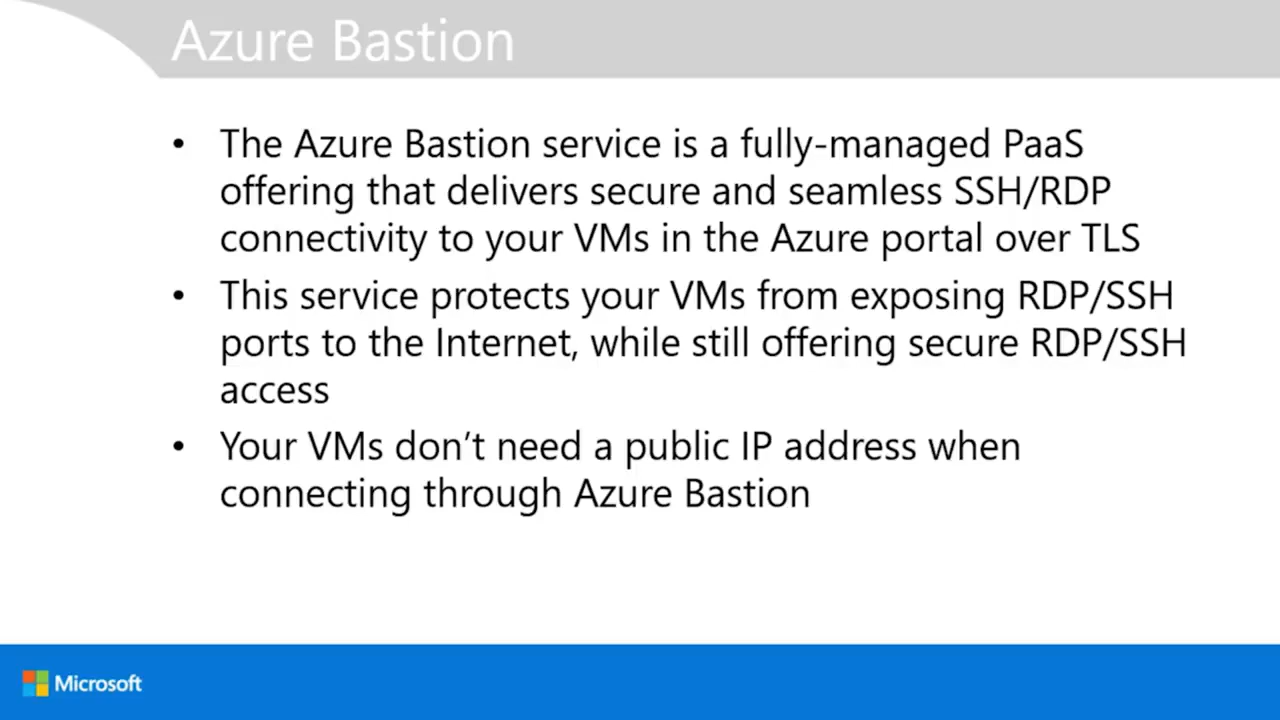 Azure Bastion
• The Azure Bastion service is a fully-managed PaaS
offering that delivers secure and seamless SSH/RDP
connectivity to your VMs in the Azure portal over TLS
• This service protects your VMs from exposing RDP/SSH
ports to the Internet, while still offering secure RDP/SSH
access
• Your VMs don’t need a public IP address when
connecting through Azure Bastion
Microsoft